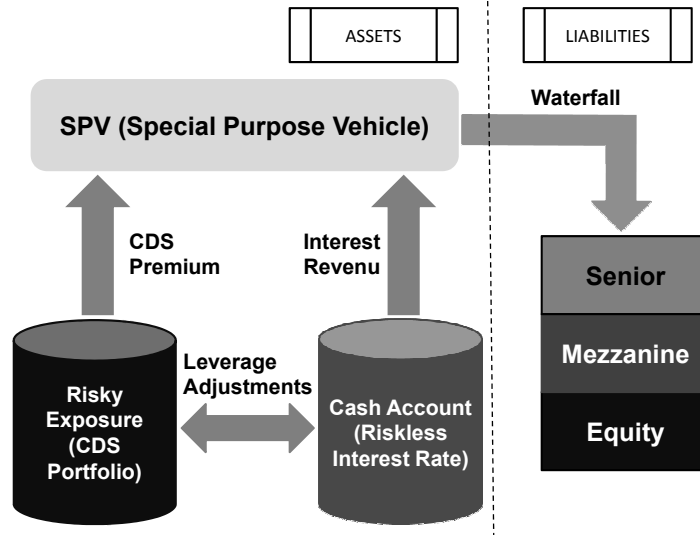 ASSETS
LIABILITIES
SPV (Special Purpose Vehicle)
Waterfall
CDS
Premium
Interest
Revenu
Senior
Mezzanine
Equity
Leverage
Adjustments
Risky
Exposure
(CDS
Portfolio)
Cash Account
(Riskless
Interest Rate)